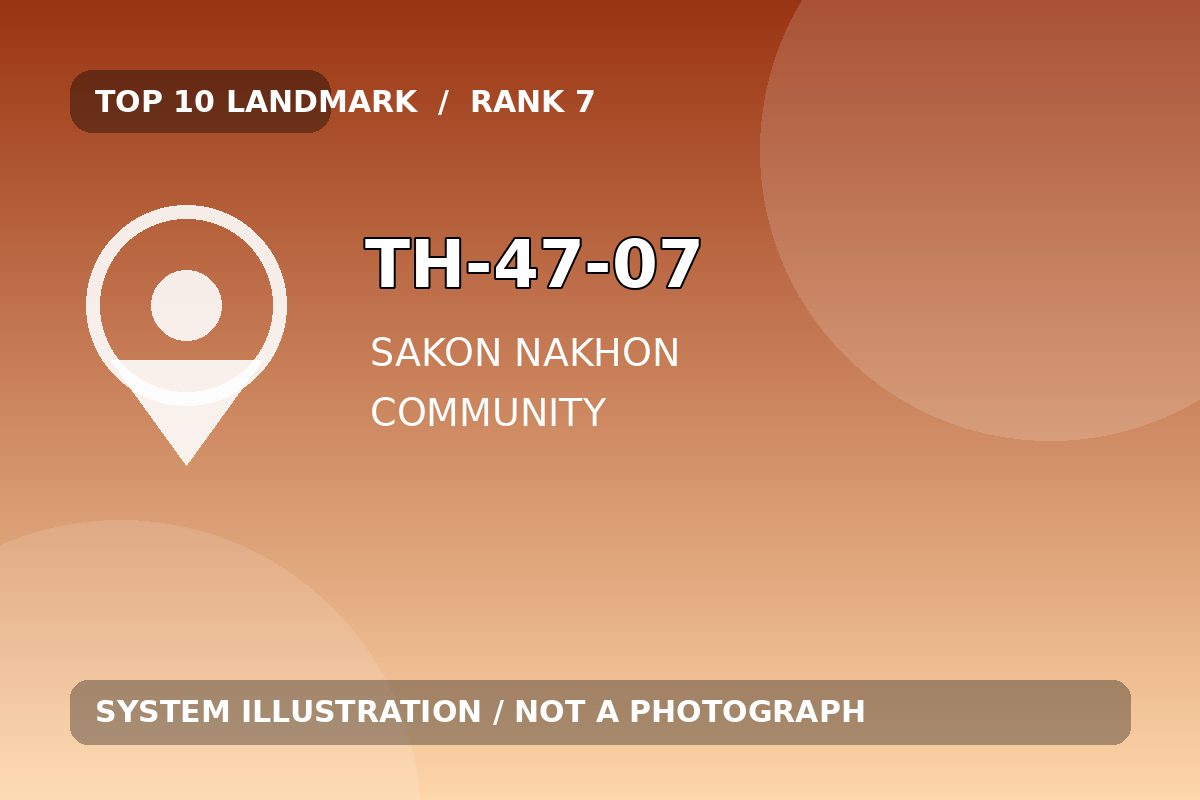 TOP 10 LANDMARK / RANK 7
TH-47-07
SAKON NAKHON
COMMUNITY
SYSTEM ILLUSTRATION / NOT A PHOTOGRAPH